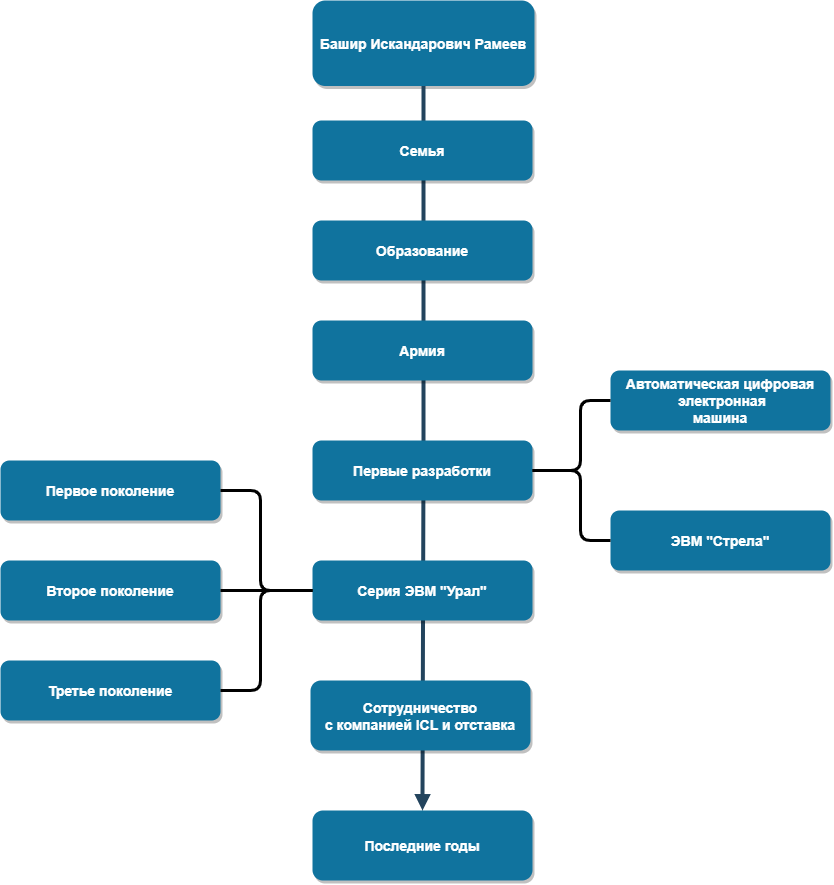 Башир Искандарович Рамеев
Семья
Образование
Армия
Автоматическая цифровая
электронная
машина
Первые разработки
Первое поколение
ЭВМ "Стрела"
Второе поколение
Серия ЭВМ "Урал"
Третье поколение
Сотрудничество
с компанией ICL и отставка
Последние годы